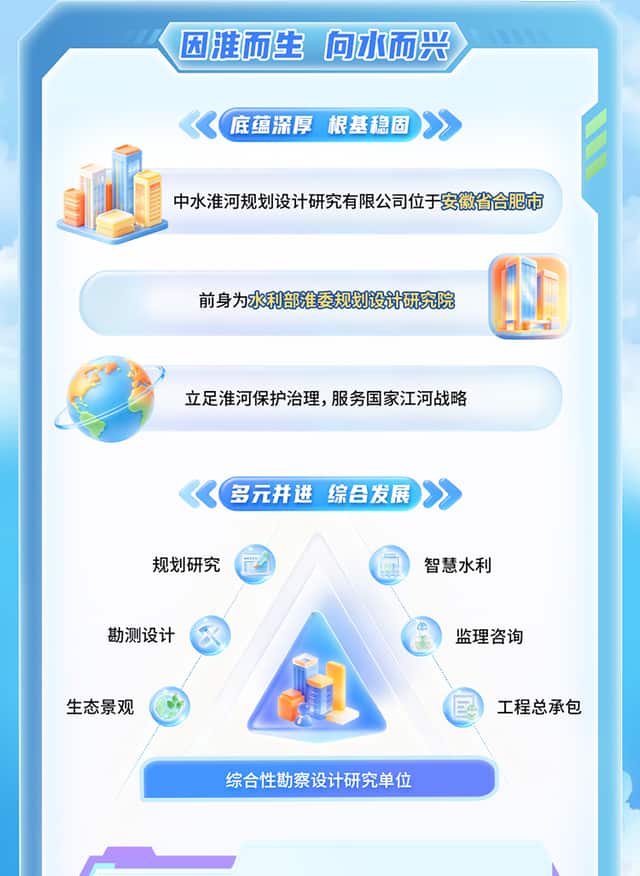 因淮而生 向水而兴
底蕴深厚 根基稳固
中水淮河规划设计研究有限公司位于安徽省合肥市
前身为水利部淮委规划设计研究院
立足淮河保护治理，服务国家江河战略
多元并进 综合发展
规划研究
智慧水利
勘测设计
监理咨询
生态景观
工程总承包
综合性勘察设计研究单位